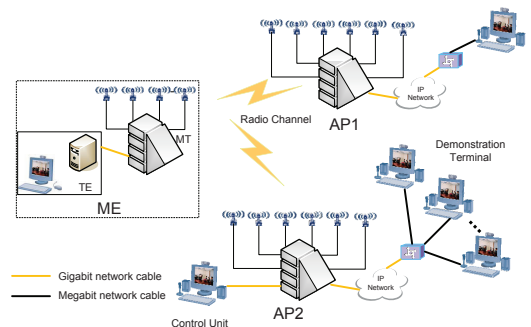 IP
Network
Radio Channel
AP1
MT
TE
ME
Demonstration
Terminal
Gigabit network cable
Megabit network cable
IP
Network
AP2
Control Unit